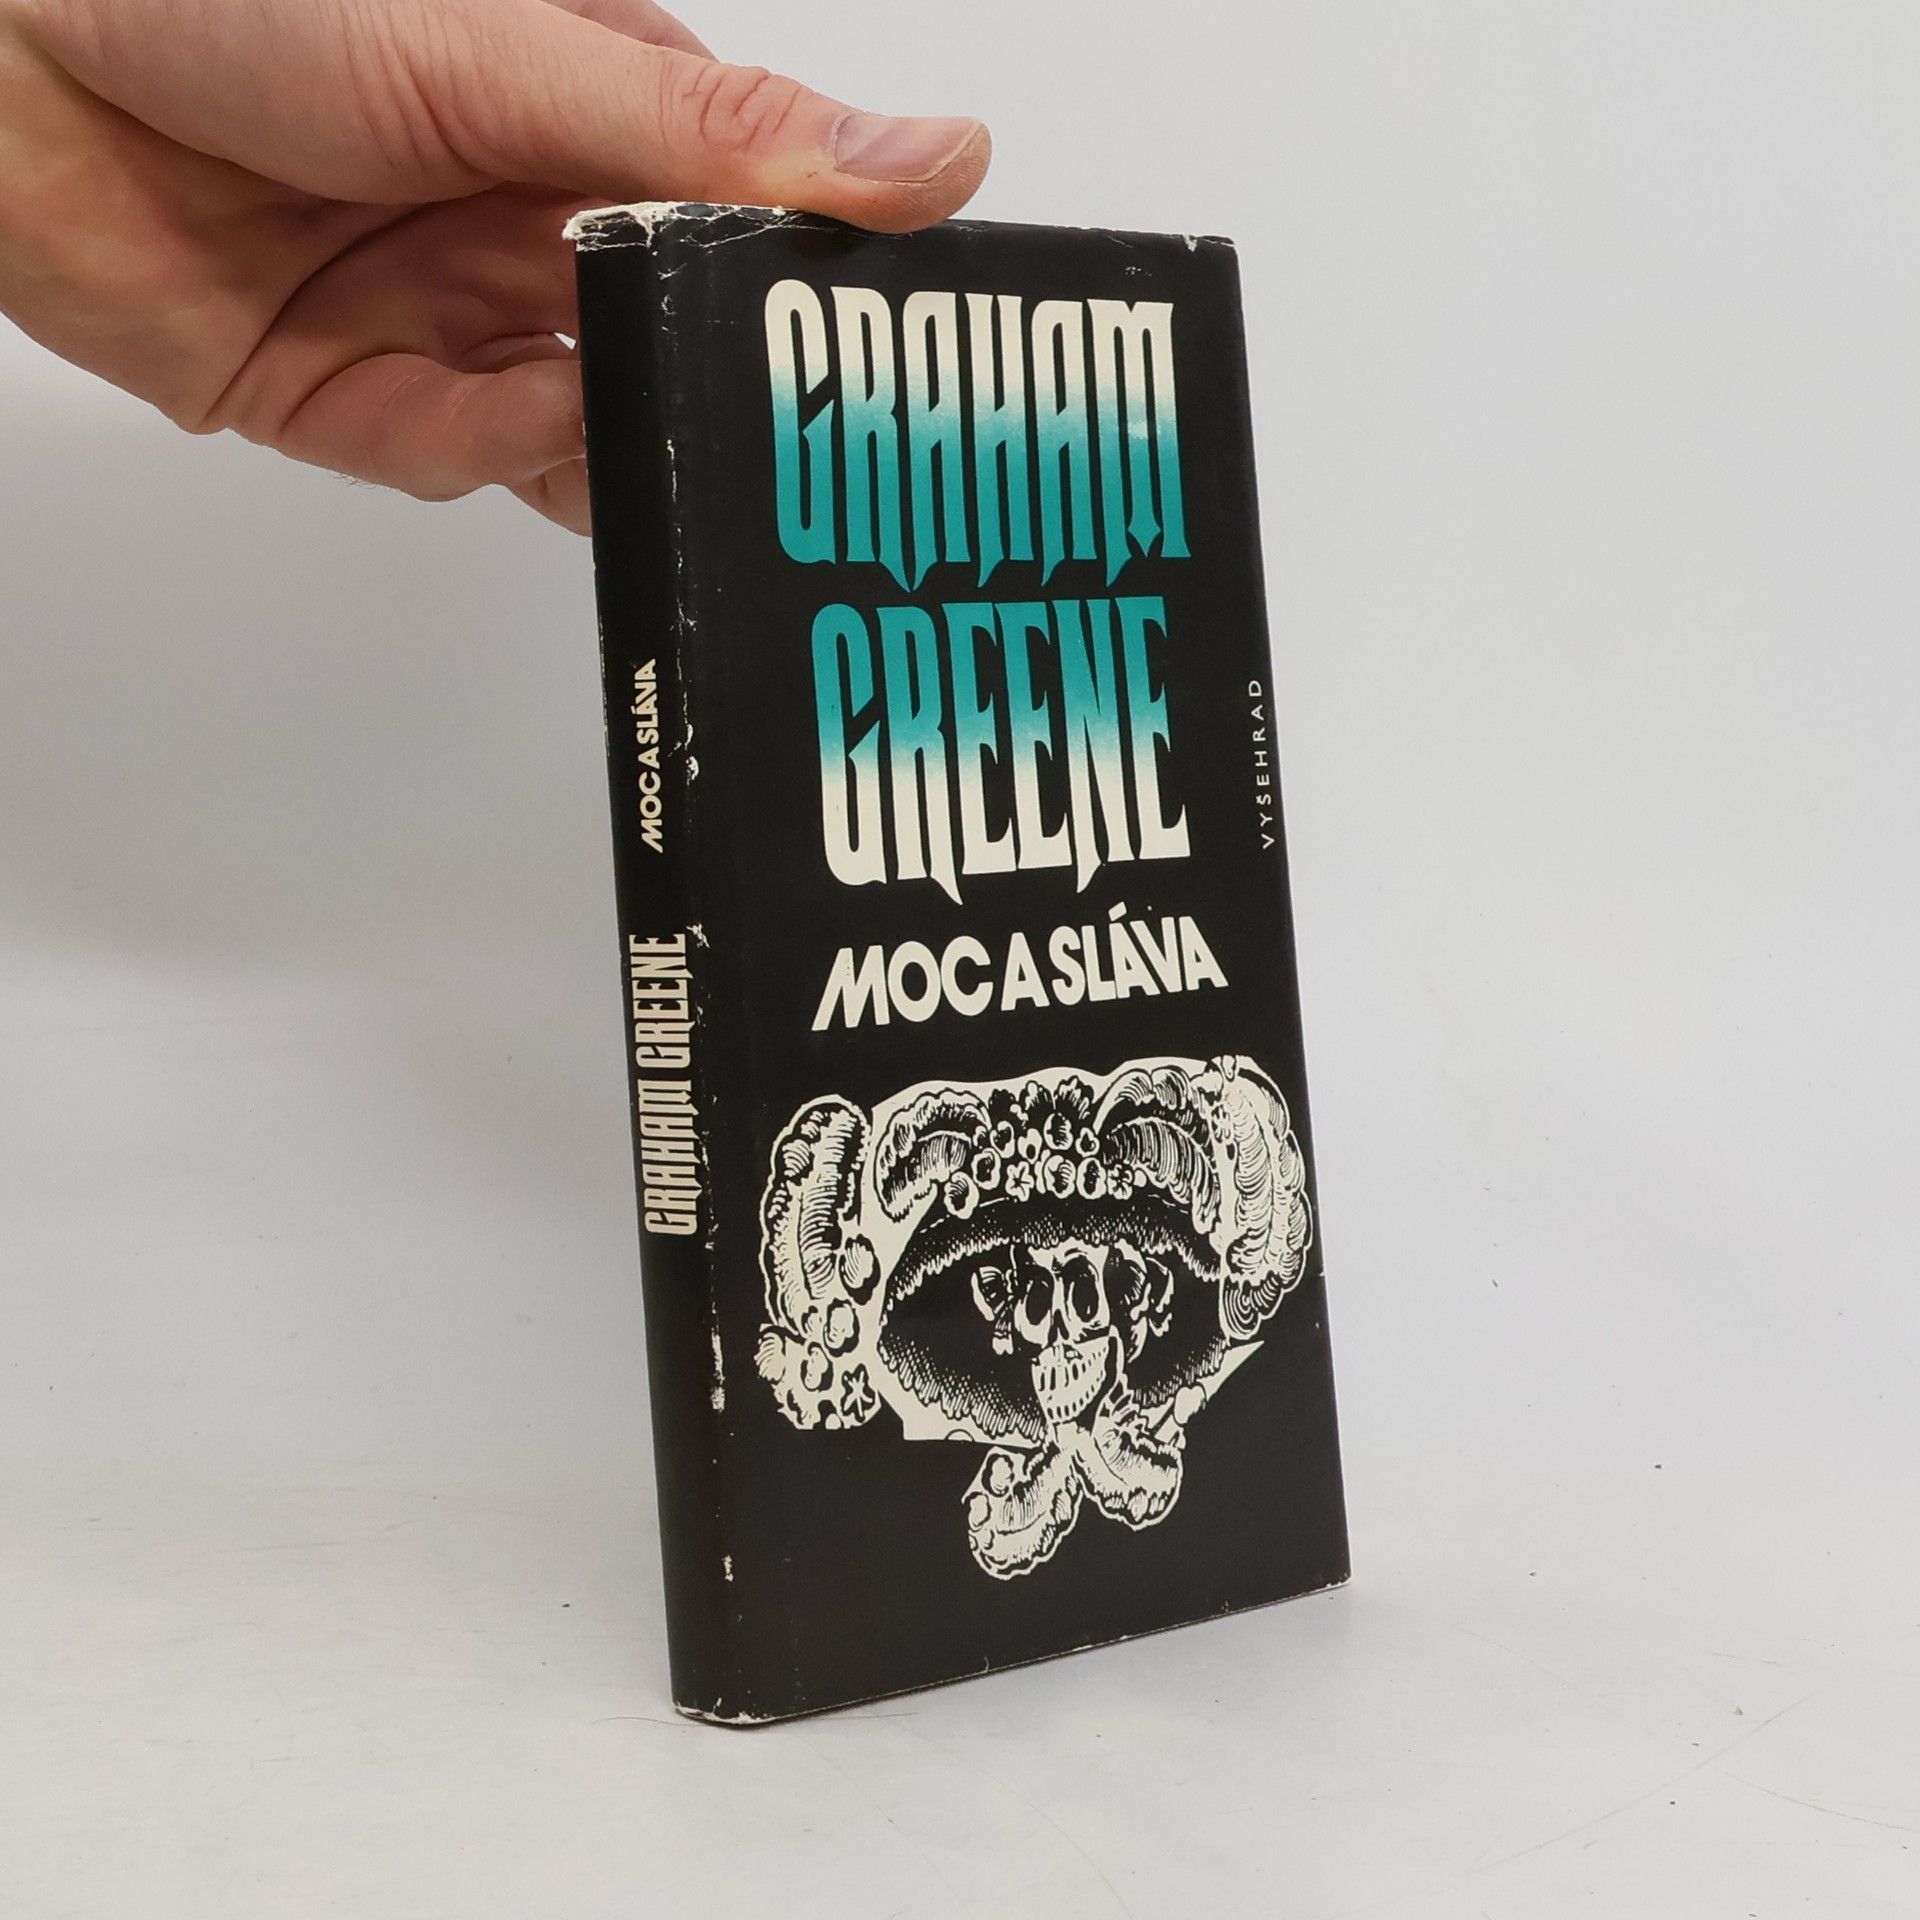 GRAHAM
GREENE
MOC A SLÁVA
VYŠEHRAD
GRAHAM GREENE
MOC A SLÁVA